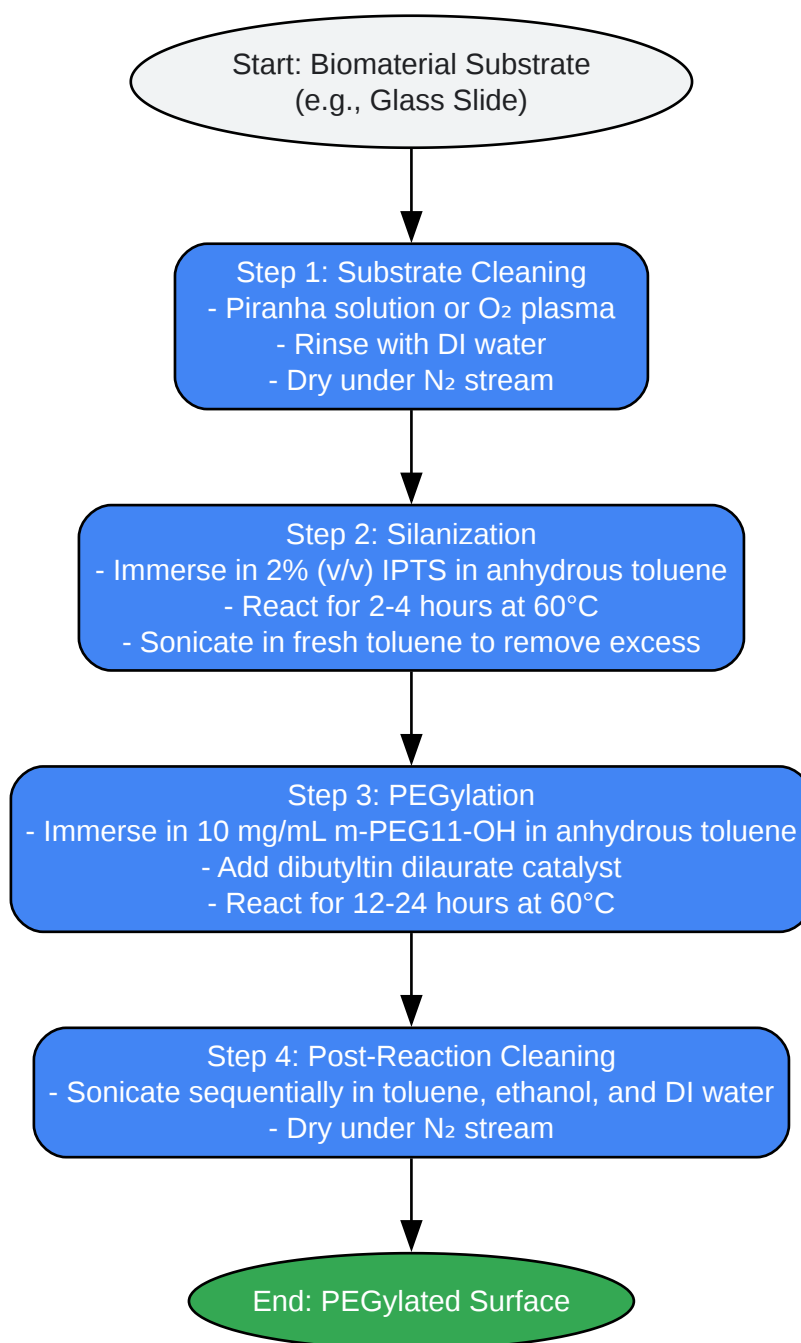 Start: Biomaterial Substrate
(e.g., Glass Slide)
Step 1: Substrate Cleaning
- Piranha solution or O₂ plasma
- Rinse with DI water
- Dry under N₂ stream
Step 2: Silanization
- Immerse in 2% (v/v) IPTS in anhydrous toluene
- React for 2-4 hours at 60°C
- Sonicate in fresh toluene to remove excess
Step 3: PEGylation
- Immerse in 10 mg/mL m-PEG11-OH in anhydrous toluene
- Add dibutyltin dilaurate catalyst
- React for 12-24 hours at 60°C
Step 4: Post-Reaction Cleaning
- Sonicate sequentially in toluene, ethanol, and DI water
- Dry under N₂ stream
End: PEGylated Surface